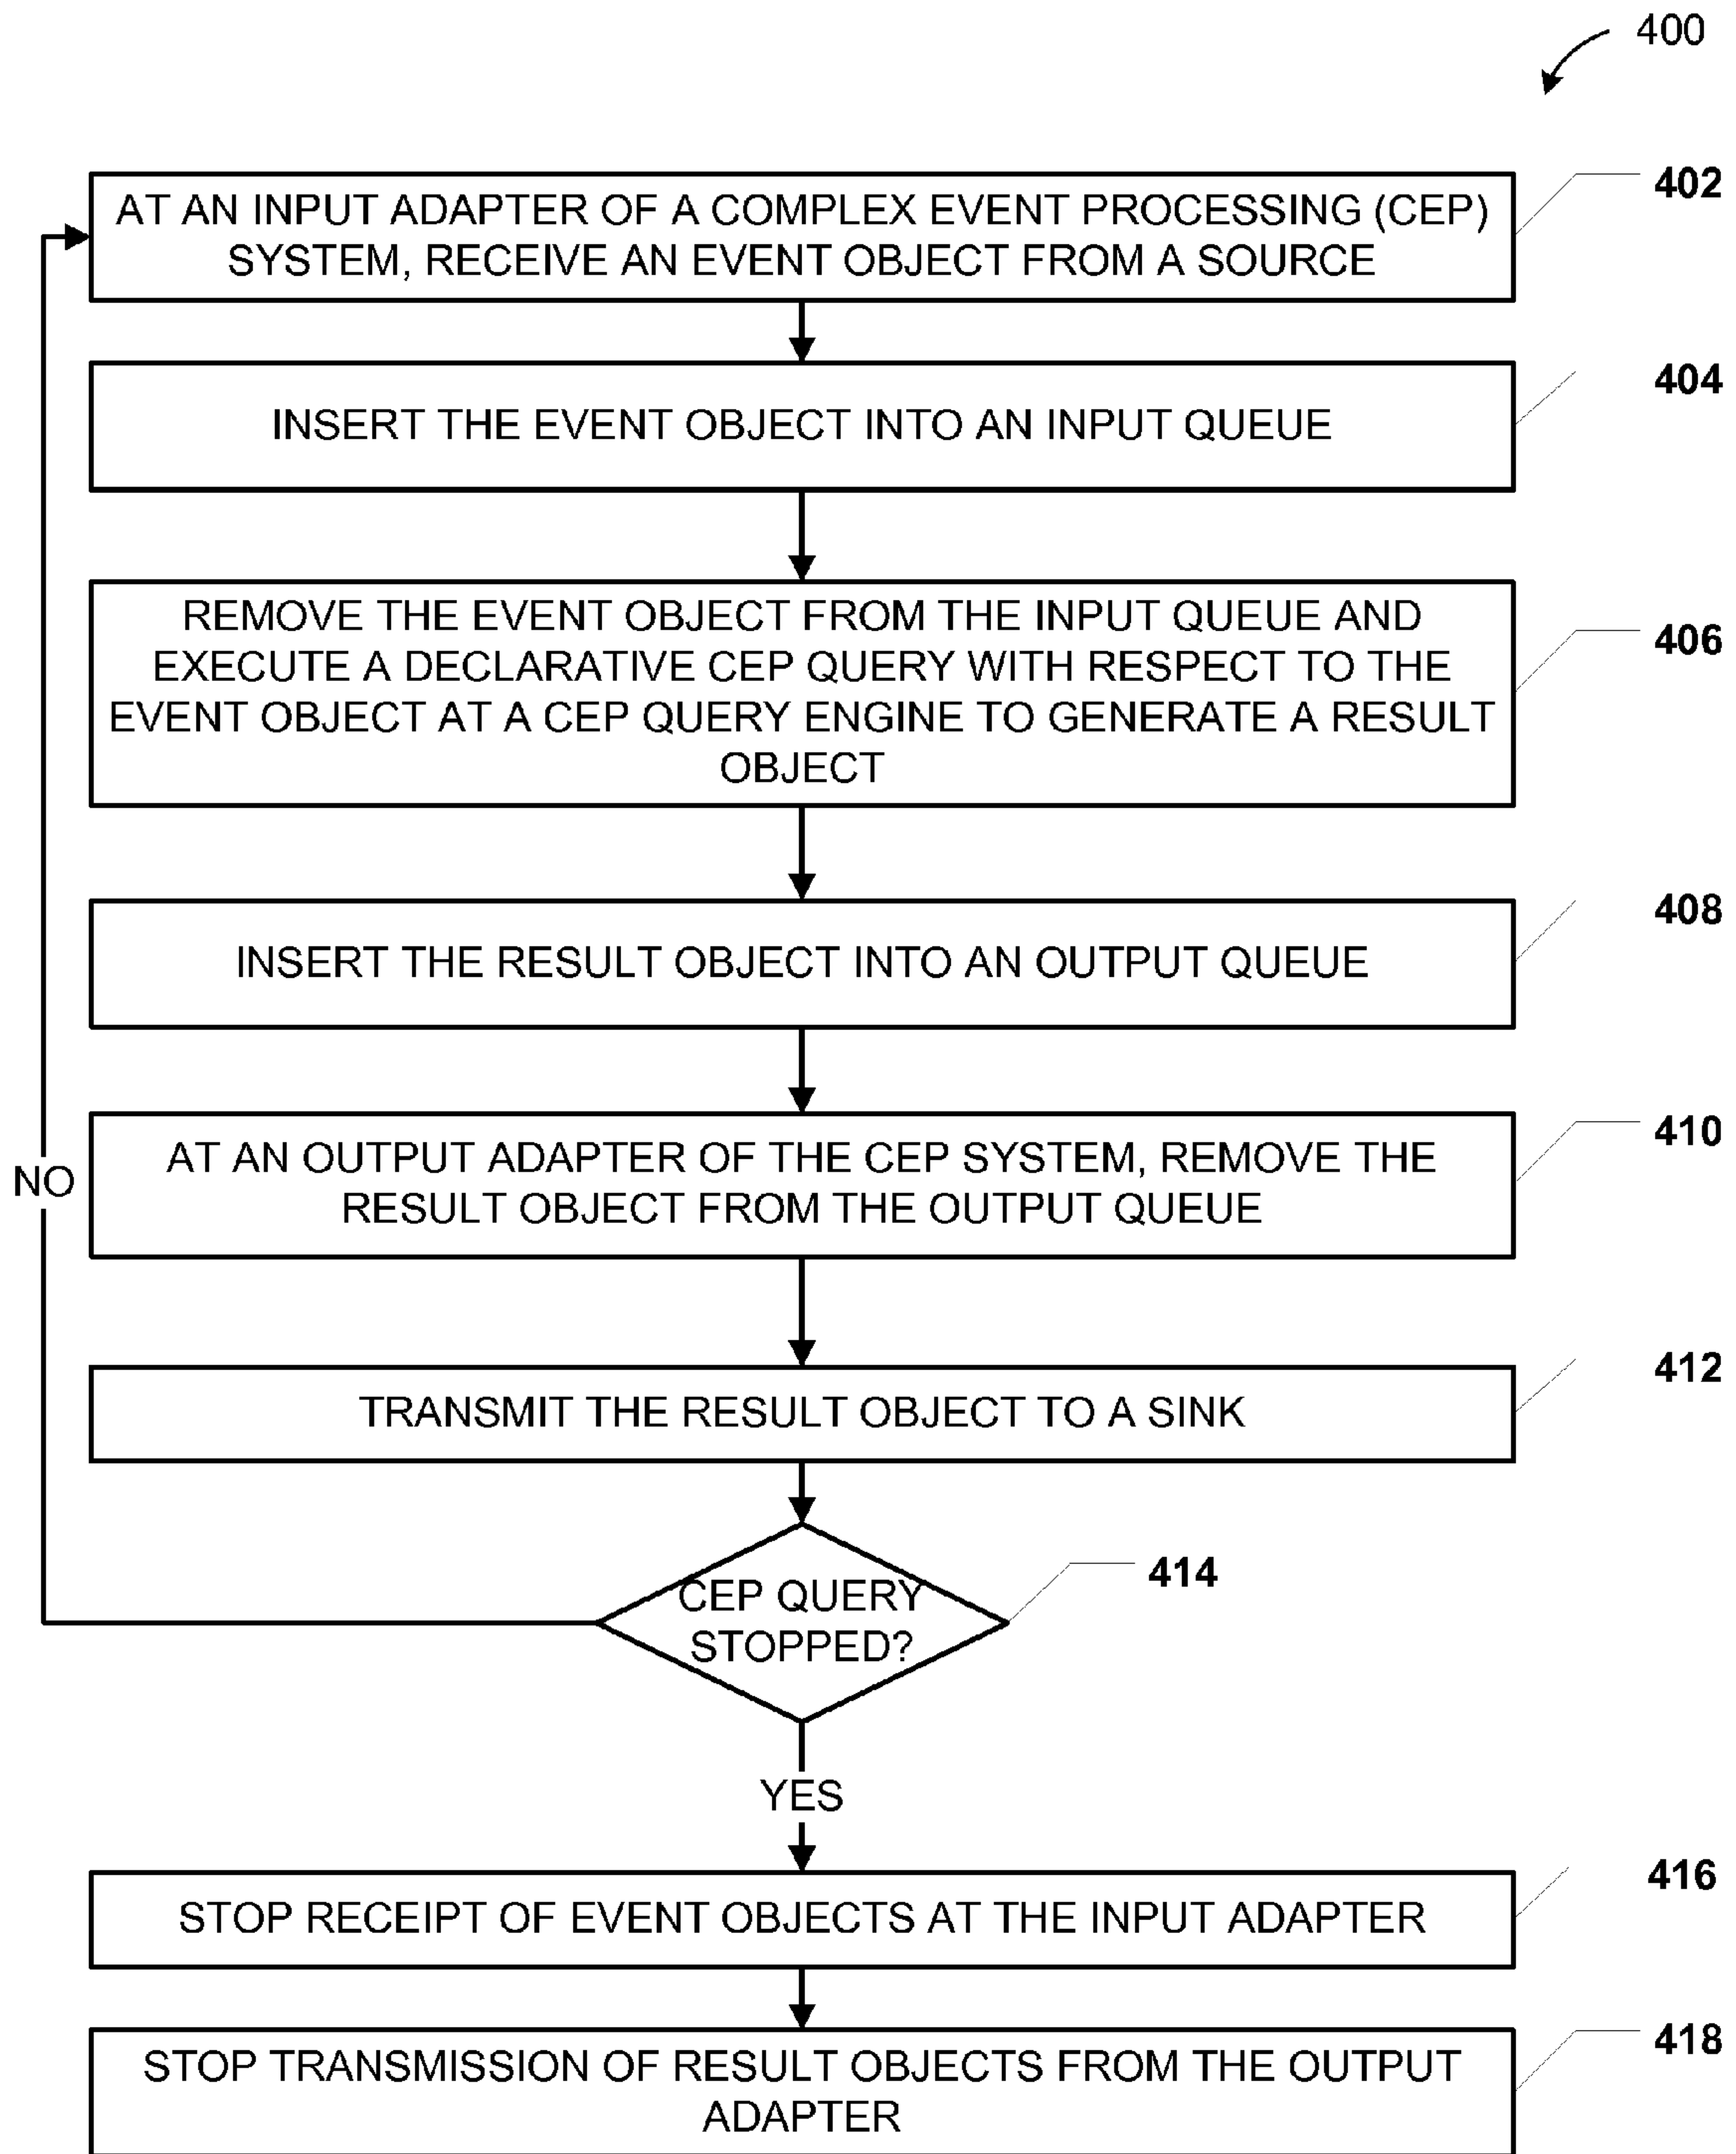 400
AT AN INPUT ADAPTER OF A COMPLEX EVENT PROCESSING (CEP)
SYSTEM, RECEIVE AN EVENT OBJECT FROM A SOURCE
402
INSERT THE EVENT OBJECT INTO AN INPUT QUEUE
404
REMOVE THE EVENT OBJECT FROM THE INPUT QUEUE AND
EXECUTE A DECLARATIVE CEP QUERY WITH RESPECT TO THE
EVENT OBJECT AT A CEP QUERY ENGINE TO GENERATE A RESULT
OBJECT
406
INSERT THE RESULT OBJECT INTO AN OUTPUT QUEUE
408
AT AN OUTPUT ADAPTER OF THE CEP SYSTEM, REMOVE THE
RESULT OBJECT FROM THE OUTPUT QUEUE
410
NO
TRANSMIT THE RESULT OBJECT TO A SINK
412
CEP QUERY
STOPPED?
414
YES
STOP RECEIPT OF EVENT OBJECTS AT THE INPUT ADAPTER
416
STOP TRANSMISSION OF RESULT OBJECTS FROM THE OUTPUT
ADAPTER
418